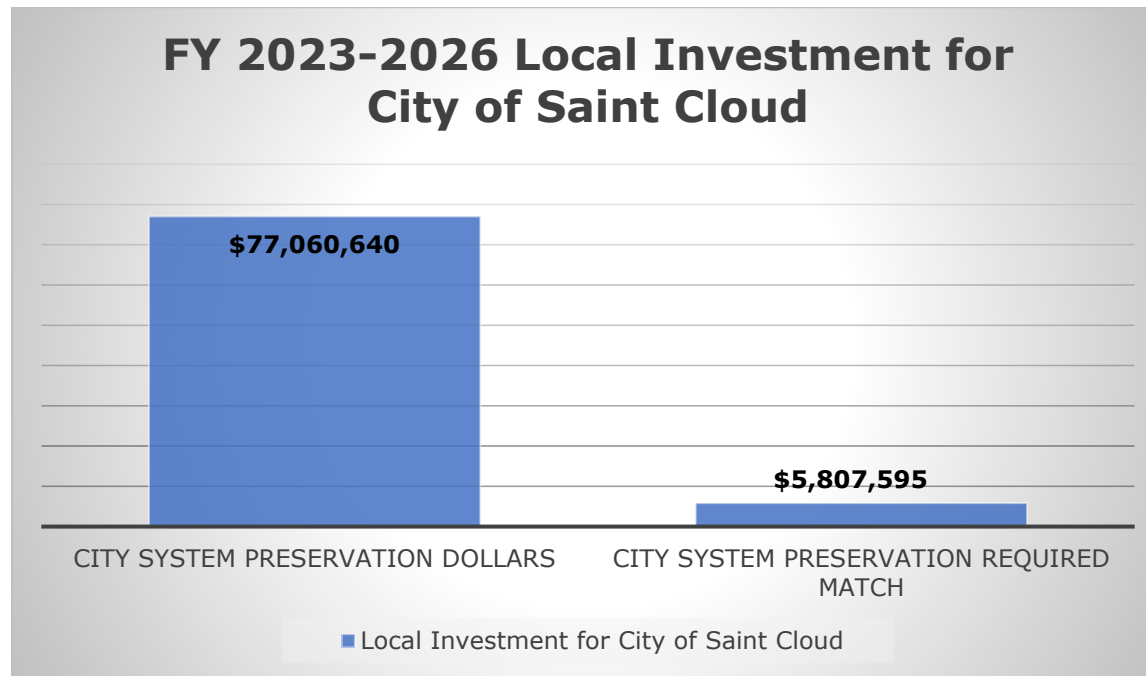 FY 2023-2026 Local Investment for
City of Saint Cloud
$77,060,640
$5,807,595
CITY SYSTEM PRESERVATION DOLLARS
CITY SYSTEM PRESERVATION REQUIRED
MATCH
Local Investment for City of Saint Cloud